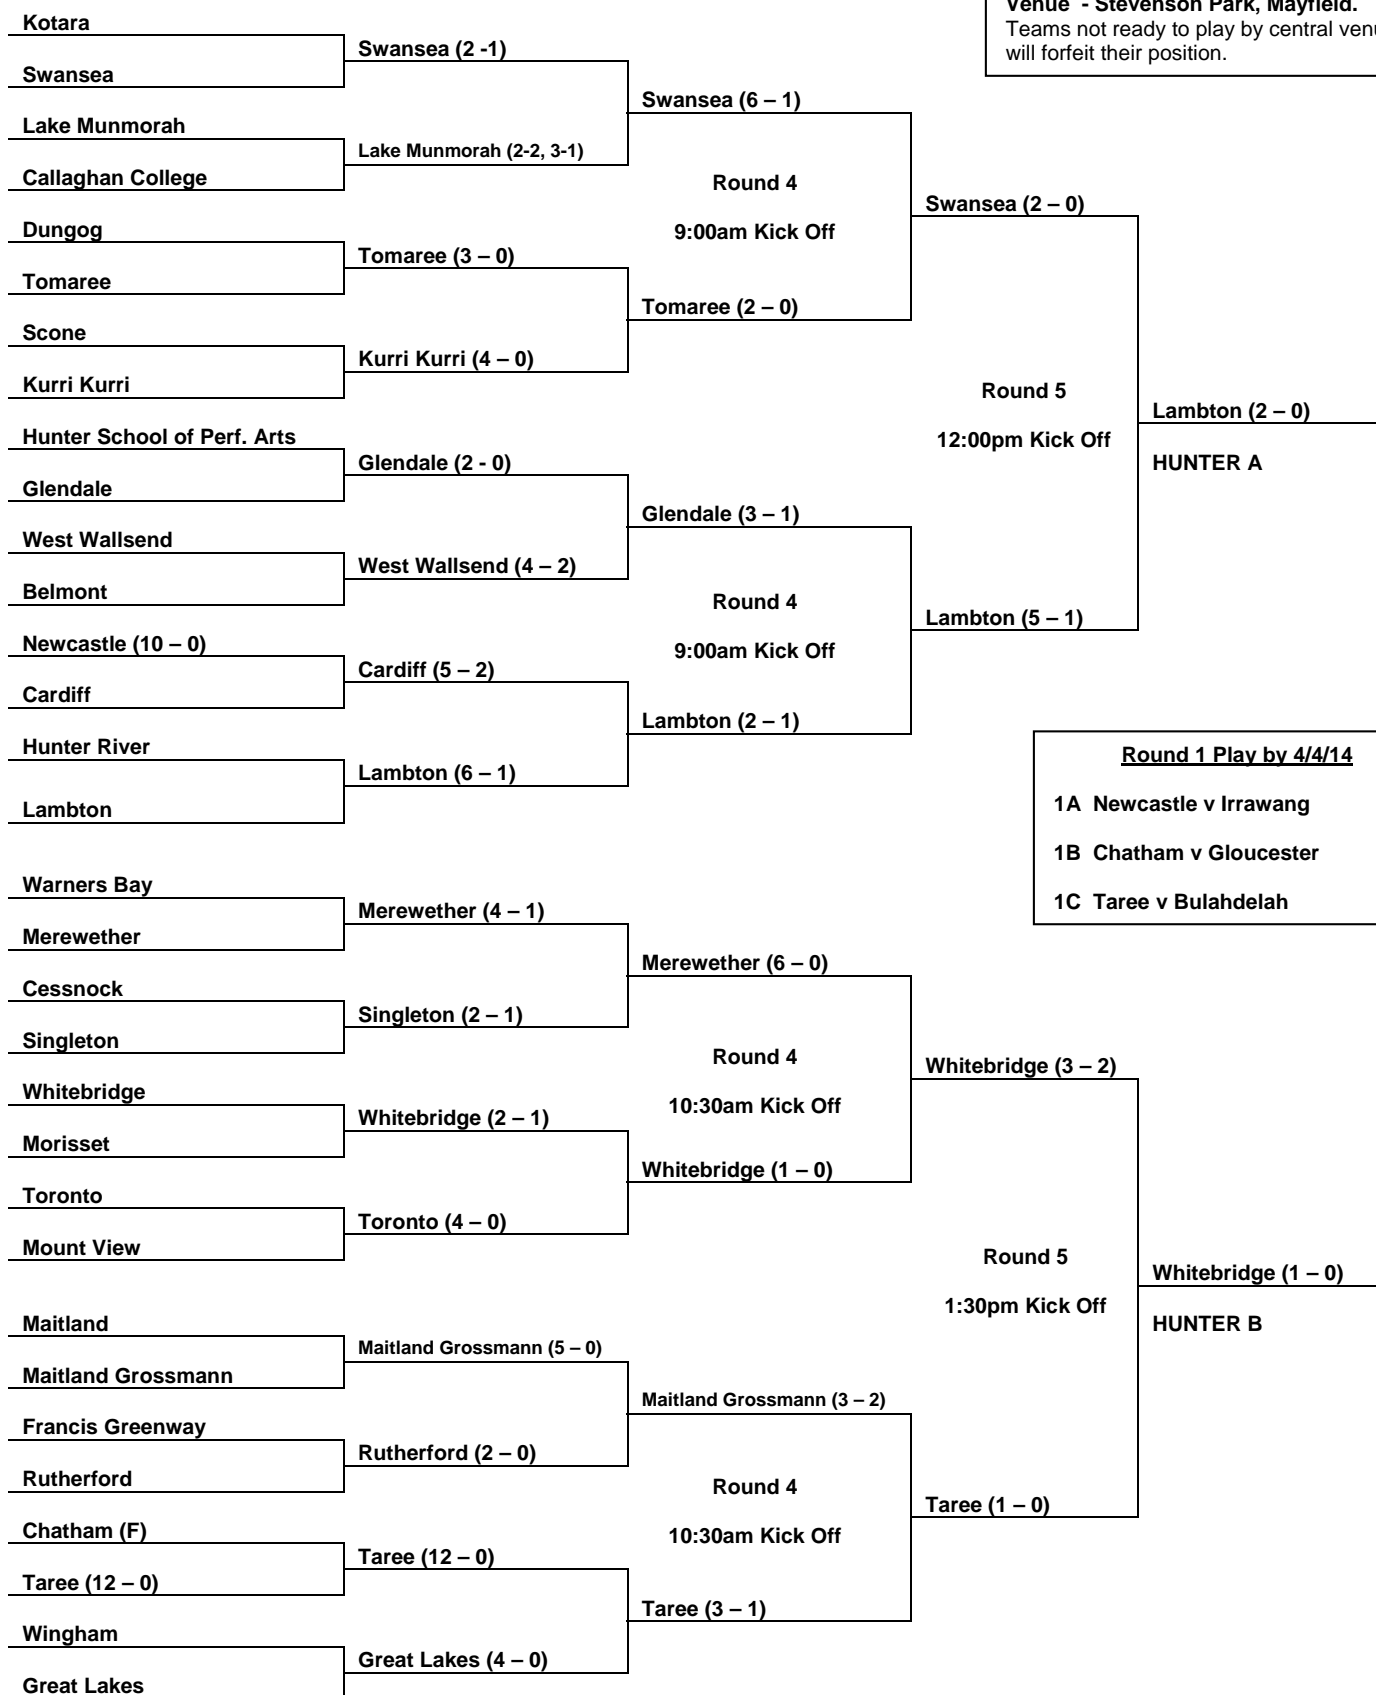 Venue - Stevenson Park, Mayfield.
Teams not ready to play by central
will forfeit their position.
Kotara
Swansea
Lake Munmorah
Callaghan College
Dungog
Tomaree
Scone
Kurri Kurri
Hunter School of Perf. Arts
Glendale
West Wallsend
Belmont
Newcastle (10 – 0)
Cardiff
Hunter River
Lambton
Warners Bay
Merewether
Cessnock
Singleton
Whitebridge
Morisset
Toronto
Mount View
Maitland
Maitland Grossmann
Francis Greenway
Rutherford
Chatham (F)
Taree (12 – 0)
Wingham
Great Lakes
Swansea (2 -1)
Lake Munmorah (2-2, 3-1)
Tomaree (3 – 0)
Kurri Kurri (4 – 0)
Glendale (2 - 0)
West Wallsend (4 – 2)
Cardiff (5 – 2)
Lambton (6 – 1)
Merewether (4 – 1)
Singleton (2 – 1)
Whitebridge (2 – 1)
Toronto (4 – 0)
Maitland Grossmann (5 – 0)
Rutherford (2 – 0)
Taree (12 – 0)
Great Lakes (4 – 0)
Swansea (6 – 1)
Round 4
9:00am Kick Off
Tomaree (2 – 0)
Glendale (3 – 1)
Round 4
9:00am Kick Off
Lambton (2 – 1)
Merewether (6 – 0)
Round 4
10:30am Kick Off
Whitebridge (1 – 0)
Maitland Grossmann (3 – 2)
Round 4
10:30am Kick Off
Taree (3 – 1)
Swansea (2 – 0)
Round 5
12:00pm Kick Off
Lambton (5 – 1)
Whitebridge (3 – 2)
Round 5
1:30pm Kick Off
Taree (1 – 0)
Lambton (2 – 0)
HUNTER A
Round 1 Play by 4/4/14
1A Newcastle v Irrawang
1B Chatham v Gloucester
1C Taree v Bulahdelah
Whitebridge (1 – 0)
HUNTER B